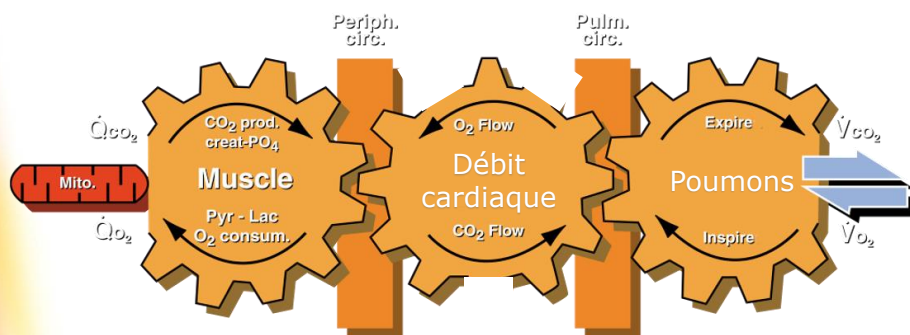 Periph.
circ.
Pulm.
circ.
Q̇co₂
CO₂ prod.
creat-PO₄
Muscle
Pyr - Lac
O₂ consum.
Mito.
Q̇o₂
O₂ Flow
Débit
cardiaque
CO₂ Flow
Expire
Poumons
Inspire
V̇co₂
V̇o₂